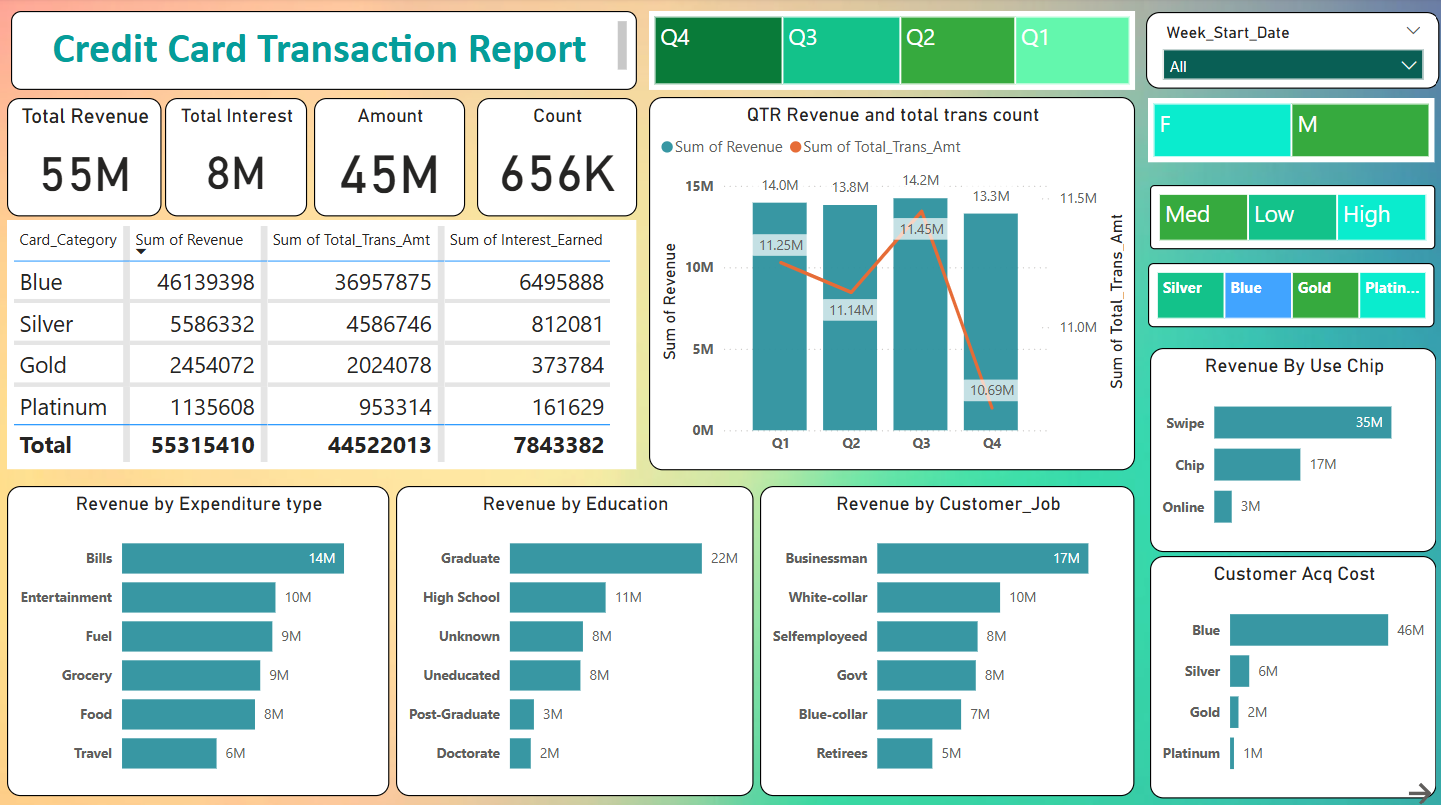 Credit Card Transaction Report
Q4 Q3 Q2 Q1
Week_Start_Date
All
F M
Med Low High
Silver Blue Gold Platin...
Total Revenue
55M
Total Interest
8M
Amount
45M
Count
656K
Card_Category Sum of Revenue Sum of Total_Trans_Amt Sum of Interest_Earned
Blue 46139398 36957875 6495888
Silver 5586332 4586746 812081
Gold 2454072 2024078 373784
Platinum 1135608 953314 161629
Total 55315410 44522013 7843382
QTR Revenue and total trans count
Sum of Revenue Sum of Total_Trans_Amt
Sum of Revenue
15M
10M
5M
0M
14.0M 13.8M 14.2M 13.3M
11.25M 11.14M 11.45M 10.69M
Q1 Q2 Q3 Q4
11.5M
11.0M
Sum of Total_Trans_Amt
Revenue By Use Chip
Swipe 35M
Chip 17M
Online 3M
Revenue by Expenditure type
Bills 14M
Entertainment 10M
Fuel 9M
Grocery 9M
Food 8M
Travel 6M
Revenue by Education
Graduate 22M
High School 11M
Unknown 8M
Uneducated 8M
Post-Graduate 3M
Doctorate 2M
Revenue by Customer_Job
Businessman 17M
White-collar 10M
Selfemployeed 8M
Govt 8M
Blue-collar 7M
Retirees 5M
Customer Acq Cost
Blue 46M
Silver 6M
Gold 2M
Platinum 1M